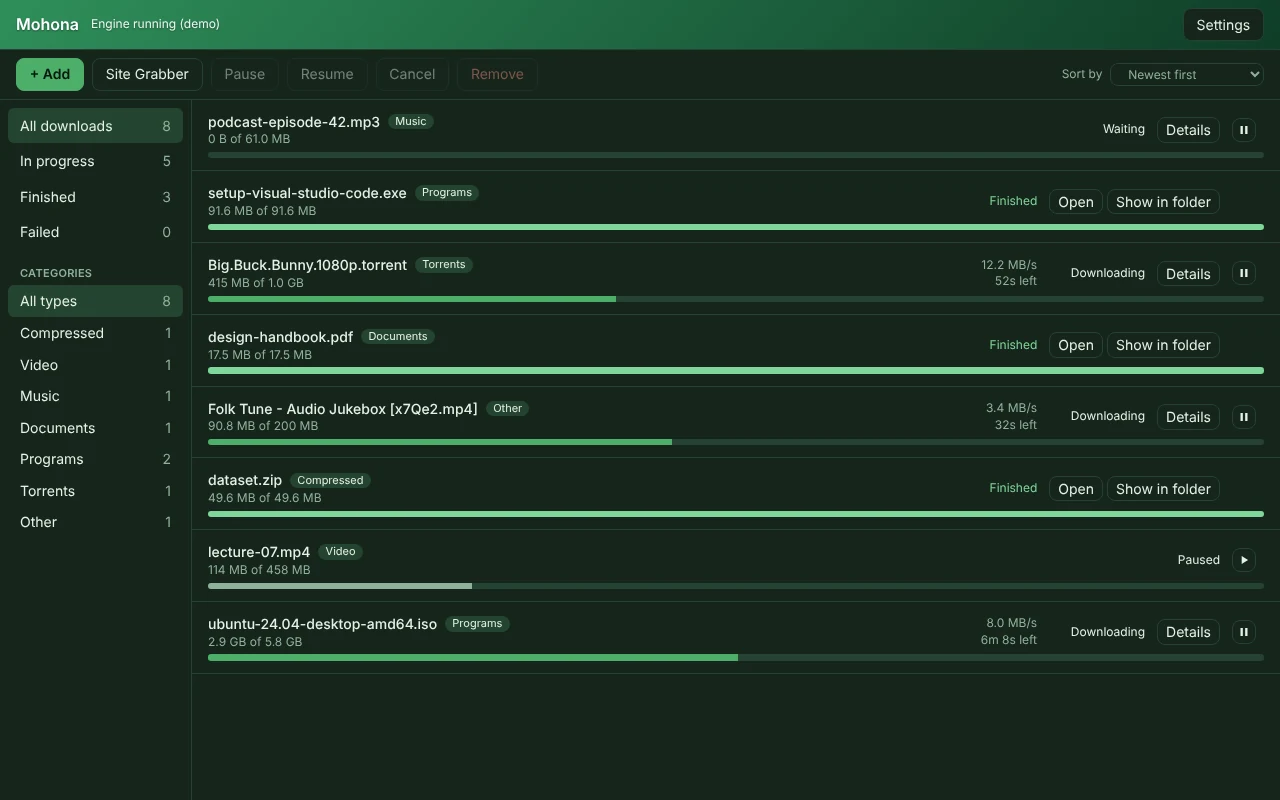 Mohona Engine running (demo) Settings
+ Add Site Grabber Pause Resume Cancel Remove Sort by Newest first
All downloads 8
In progress 5
Finished 3
Failed 0
CATEGORIES
All types 8
Compressed 1
Video 1
Music 1
Documents 1
Programs 2
Torrents 1
Other 1
podcast-episode-42.mp3 Music
0 B of 61.0 MB
Waiting Details
setup-visual-studio-code.exe Programs
91.6 MB of 91.6 MB
Finished Open Show in folder
Big.Buck.Bunny.1080p.torrent Torrents
415 MB of 1.0 GB
12.2 MB/s
52s left
Downloading Details
design-handbook.pdf Documents
17.5 MB of 17.5 MB
Finished Open Show in folder
Folk Tune - Audio Jukebox [x7Qe2.mp4] Other
90.8 MB of 200 MB
3.4 MB/s
32s left
Downloading Details
dataset.zip Compressed
49.6 MB of 49.6 MB
Finished Open Show in folder
lecture-07.mp4 Video
114 MB of 458 MB
Paused
ubuntu-24.04-desktop-amd64.iso Programs
2.9 GB of 5.8 GB
8.0 MB/s
6m 8s left
Downloading Details